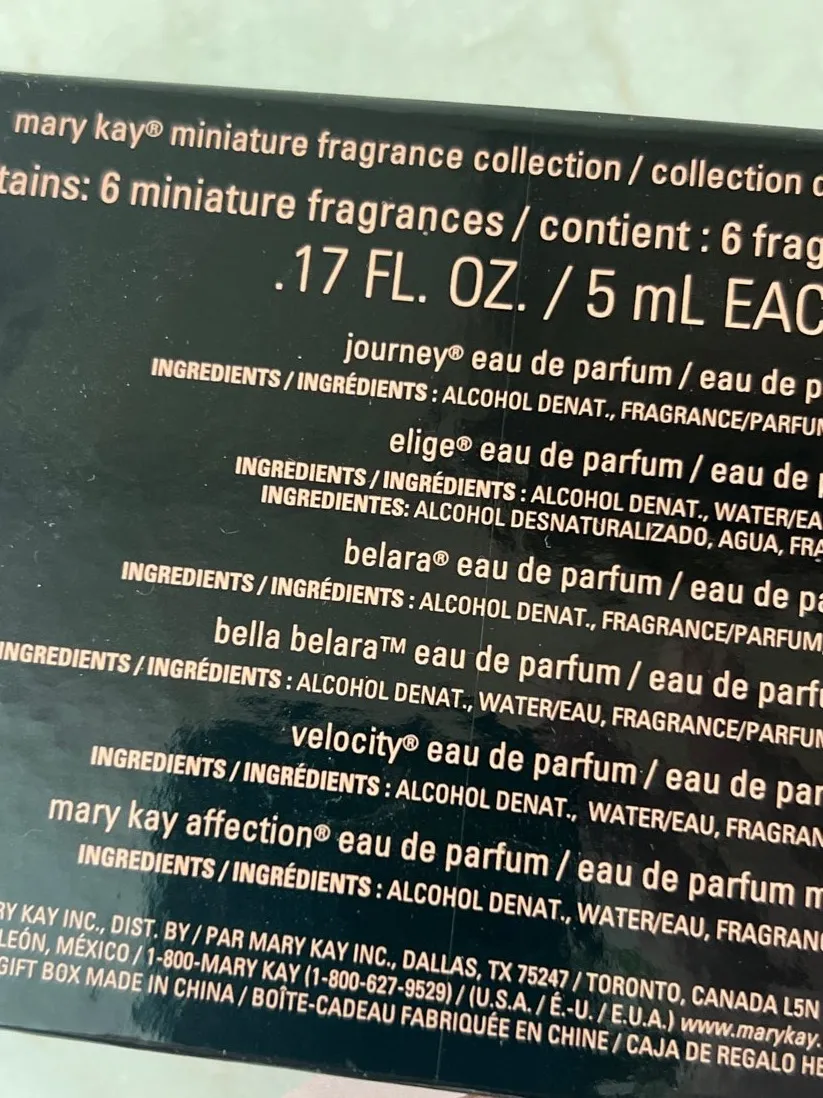 mary kay® miniature fragrance collection / collection
6 miniature fragrances / contient : 6
.17 FL. OZ. / 5 mL
journey® eau de parfum / eau de
INGREDIENTS / INGRÉDIENTS : ALCOHOL DENAT., FRAGRANCE/PARFUM
elige® eau de parfum / eau de
INGREDIENTS / INGRÉDIENTS : ALCOHOL DENAT., WATER/EA
INGREDIENTES: ALCOHOL DESNATURALIZADO, AGUA,
belara® eau de parfum / eau de
INGREDIENTS / INGRÉDIENTS : ALCOHOL DENAT., FRAGRANCE/PARFUM
bella belara™ eau de parfum / eau de
INGREDIENTS / INGRÉDIENTS : ALCOHOL DENAT., WATER/EAU, FRAGRANCE/PARFUM
velocity® eau de parfum / eau de
INGREDIENTS / INGRÉDIENTS : ALCOHOL DENAT., WATER/EAU,
mary kay affection® eau de parfum / eau de parfum
INGREDIENTS / INGRÉDIENTS : ALCOHOL DENAT., WATER/EAU,
KAY INC., DIST. BY / PAR MARY KAY INC., DALLAS, TX 75247 / TORONTO, CANADA L5N
LEÓN, MÉXICO / 1-800-MARY KAY (1-800-627-9529) / (U.S.A. / É.-U. / E.U.A.) www.marykay.
GIFT BOX MADE IN CHINA / BOÎTE-CADEAU FABRIQUÉE EN CHINE / CAJA DE REGALO